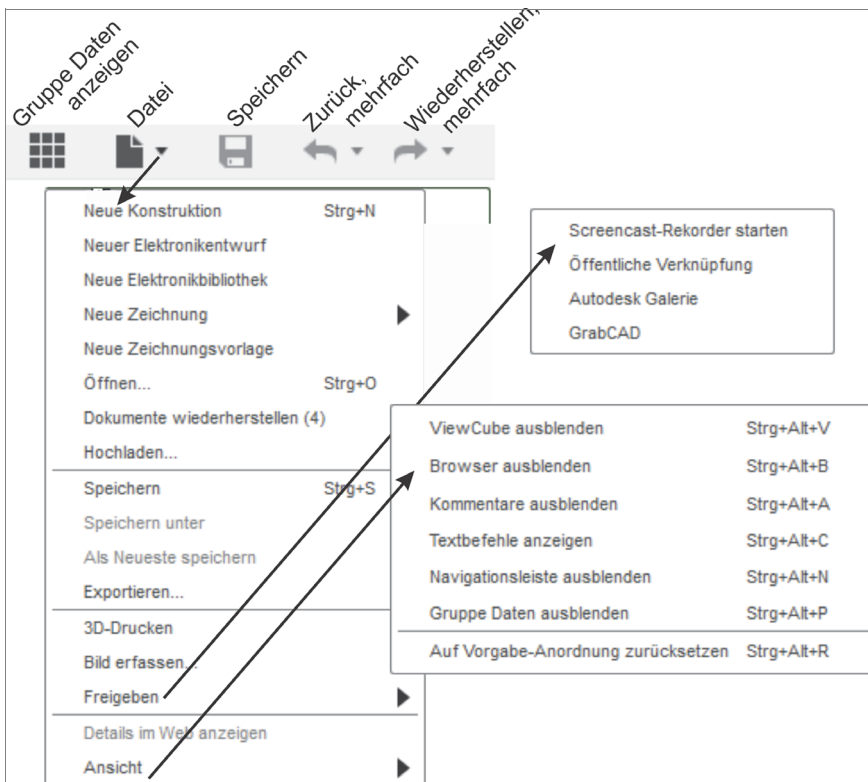 Gruppe Daten
anzeigen
Datei
Speichern
Zurück,
mehrfach
Wiederherstellen,
mehrfach
Neue Konstruktion Strg+N
Neuer Elektronikentwurf
Neue Elektronikbibliothek
Neue Zeichnung
Neue Zeichnungsvorlage
Öffnen... Strg+O
Dokumente wiederherstellen (4)
Hochladen...
Speichern Strg+S
Speichern unter
Als Neueste speichern
Exportieren...
3D-Drucken
Bild erfassen...
Freigeben
Details im Web anzeigen
Ansicht
Screencast-Rekorder starten
Öffentliche Verknüpfung
Autodesk Galerie
GrabCAD
ViewCube ausblenden Strg+Alt+V
Browser ausblenden Strg+Alt+B
Kommentare ausblenden Strg+Alt+A
Textbefehle anzeigen Strg+Alt+C
Navigationsleiste ausblenden Strg+Alt+N
Gruppe Daten ausblenden Strg+Alt+P
Auf Vorgabe-Anordnung zurücksetzen Strg+Alt+R